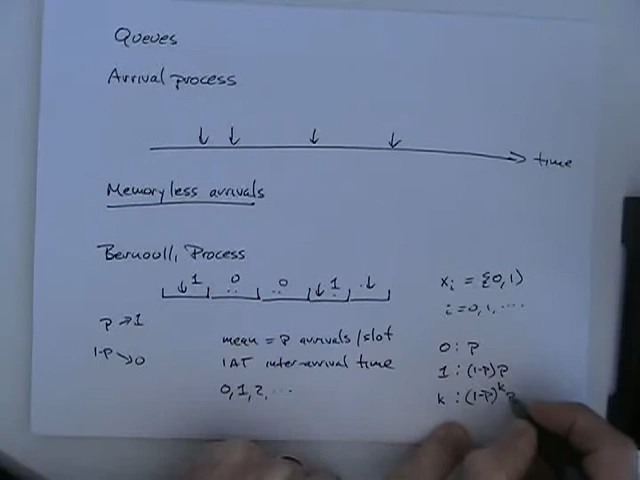 Queues
Arrival process
time
Memoryless arrivals
Bernoulli Process
1 0 0 1
x_i = {0,1)
i = 0, 1, ....
p → 1
1-p → 0
mean = p arrivals/slot
IAT inter-arrival time
0, 1, 2, ...
0 : p
1 : (1-p)p
k : (1-p)^k p